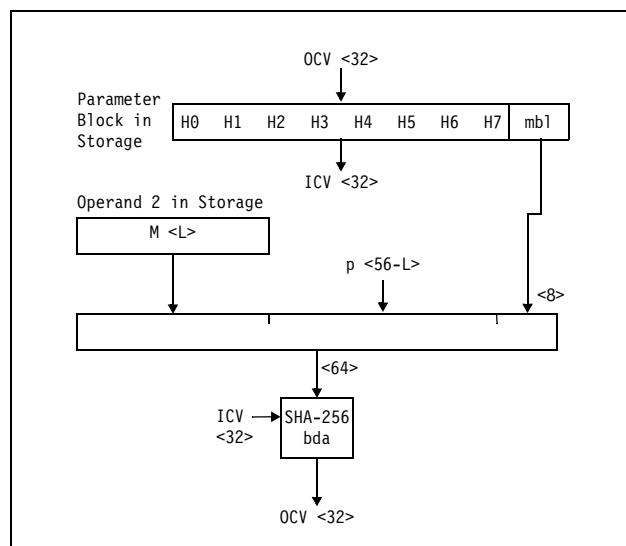 OCV <32>
Parameter
Block in
Storage
H0 H1 H2 H3 H4 H5 H6 H7 mbl
ICV <32>
Operand 2 in Storage
M <L>
p <56-L>
<8>
<64>
ICV
<32>
SHA-256
bda
OCV <32>